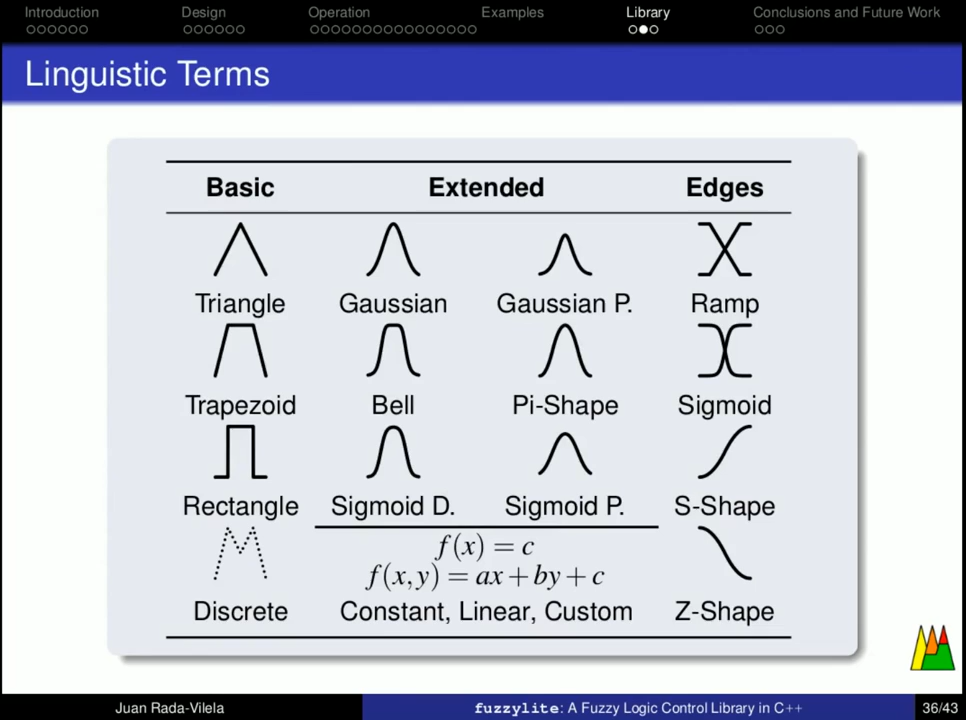 Introduction Design Operation Examples Library Conclusions and Future Work
Linguistic Terms
Basic Extended Edges
Triangle Gaussian Gaussian P. Ramp
Trapezoid Bell Pi-Shape Sigmoid
Rectangle Sigmoid D. Sigmoid P. S-Shape
f(x) = c
f(x,y) = ax+by+c
Discrete Constant, Linear, Custom Z-Shape
Juan Rada-Vilela fuzzylite: A Fuzzy Logic Control Library in C++ 36/43